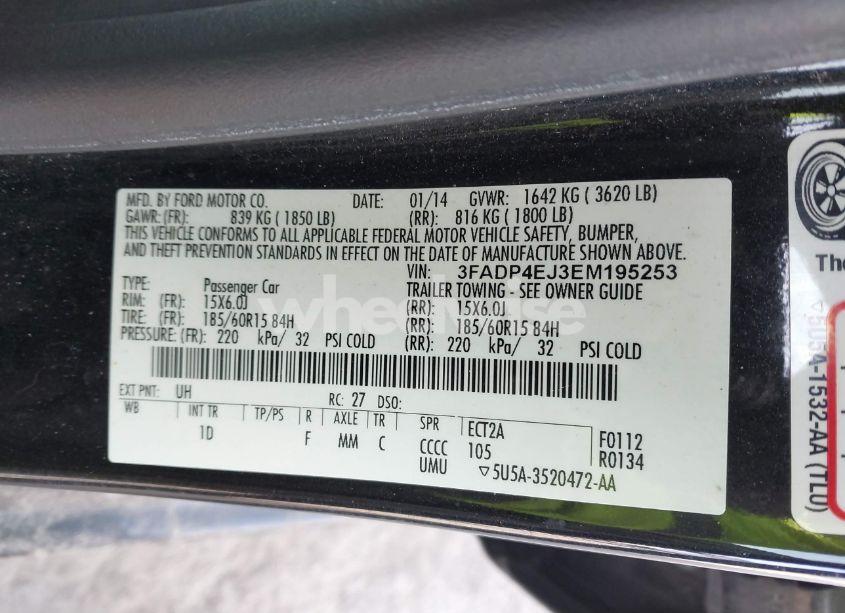 MFD. BY FORD MOTOR CO. DATE: 01/14 GVWR: 1642 KG ( 3620 LB)
GAWR: (FR): 839 KG ( 1850 LB) (RR): 816 KG ( 1800 LB)
THIS VEHICLE CONFORMS TO ALL APPLICABLE FEDERAL MOTOR VEHICLE SAFETY, BUMPER,
AND THEFT PREVENTION STANDARDS IN EFFECT ON THE DATE OF MANUFACTURE SHOWN ABOVE.
VIN: 3FADP4EJ3EM195253
TYPE: Passenger Car TRAILER TOWING - SEE OWNER GUIDE
RIM: (FR): 15X6.0J (RR): 15X6.0J
TIRE: (FR): 185/60R15 84H (RR): 185/60R15 84H
PRESSURE: (FR): 220 kPa/ 32 PSI COLD (RR): 220 kPa/ 32 PSI COLD
EXT PNT: UH RC: 27 DSO:
WB INT TR TP/PS R AXLE TR SPR ECT2A
1D F MM C CCCC 105 F0112
UMU R0134
▽5U5A-3520472-AA
wheelwise
The
1532-AA (TLU)